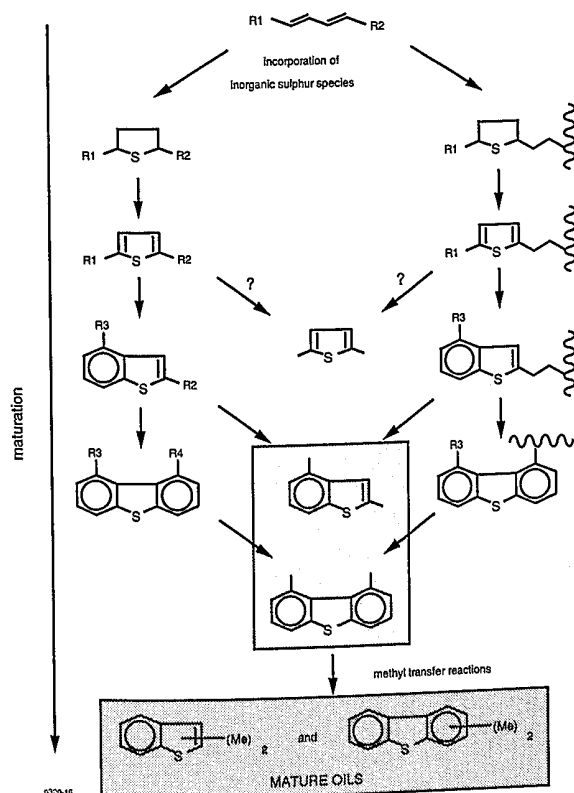 R1
R2
Incorporation of
inorganic sulphur species
R1
S
R2
R1
S
R1
S
R2
R1
S
?
?
S
R3
S
R2
R3
S
R3
R4
S
S
R3
S
S
methyl transfer reactions
S
(Me)
2
and
S
(Me)
2
MATURE OILS
maturation